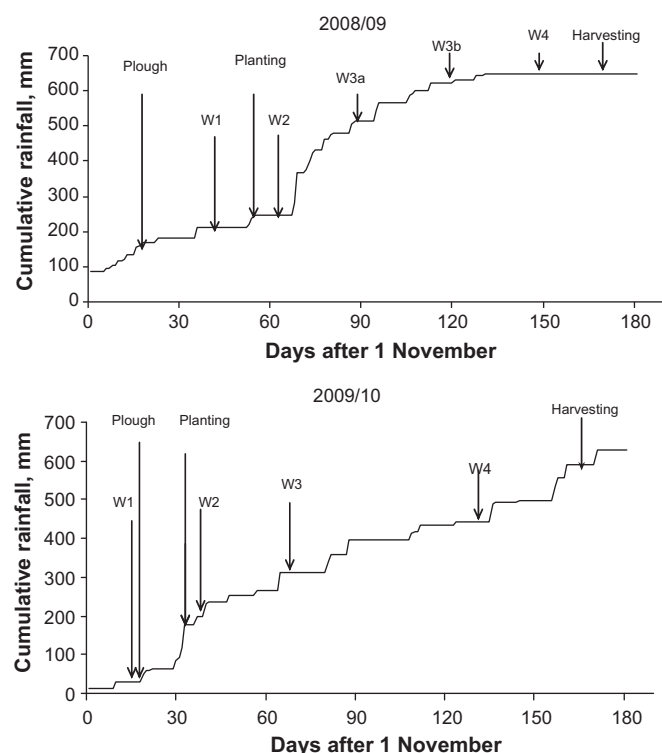 2008/09
Cumulative rainfall, mm
700
600
500
400
300
200
100
0
Plough
W1
Planting
W2
W3a
W3b
W4
Harvesting
0 30 60 90 120 150 180
Days after 1 November
2009/10
Cumulative rainfall, mm
700
600
500
400
300
200
100
0
Plough
Planting
W1
W2
W3
W4
Harvesting
0 30 60 90 120 150 180
Days after 1 November